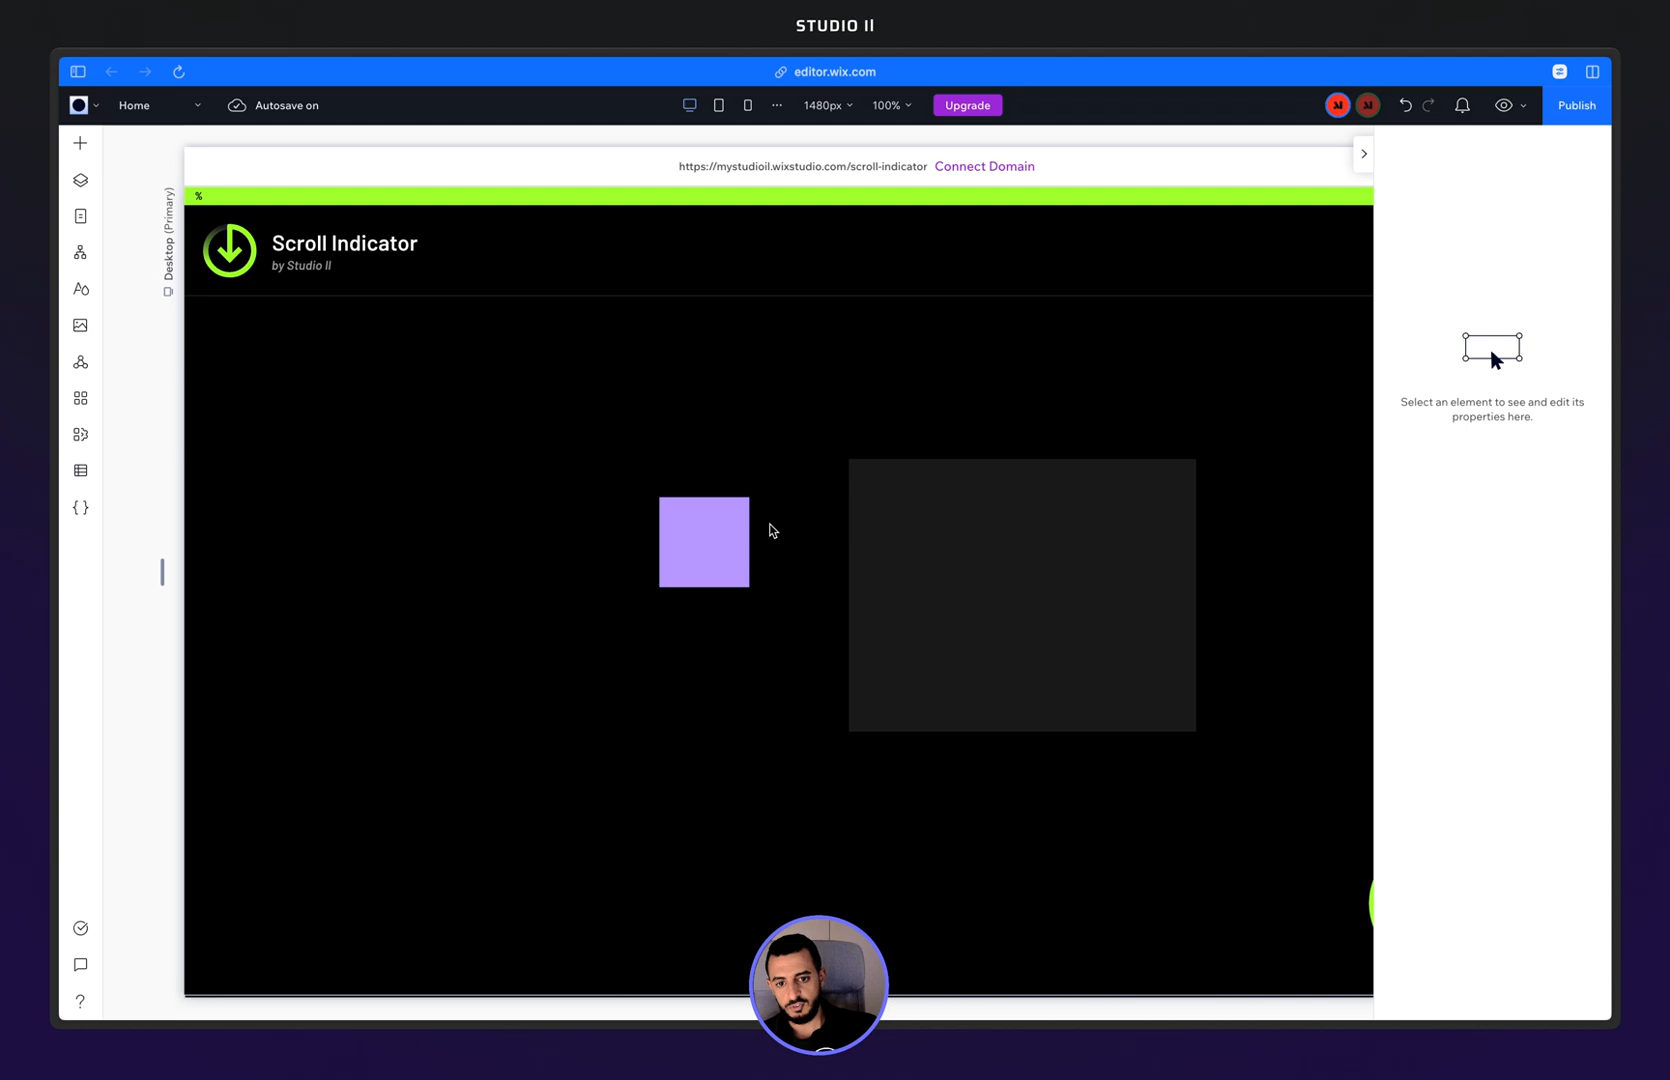 STUDIO II
editor.wix.com
Home
Autosave on
1480px
100%
Upgrade
Publish
Desktop (Primary)
https://mystudioil.wixstudio.com/scroll-indicator Connect Domain
%
Scroll Indicator
by Studio II
Select an element to see and edit its
properties here.